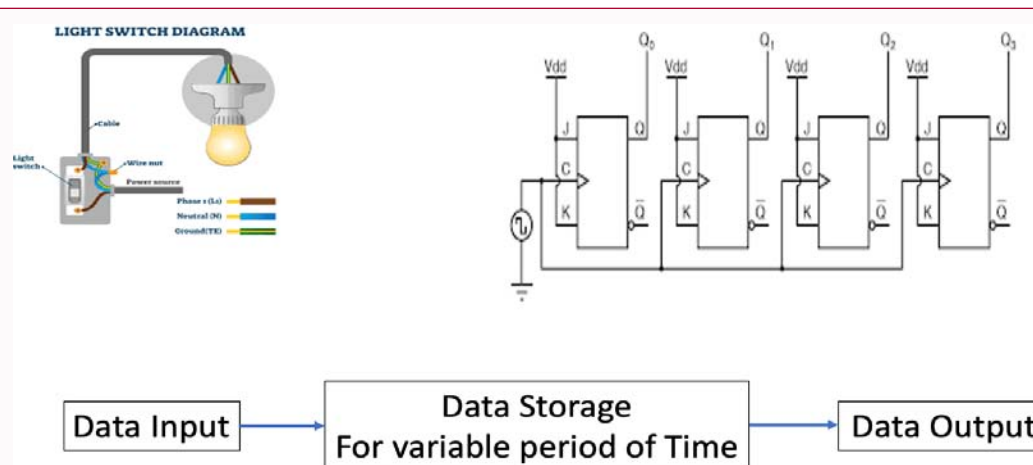 LIGHT SWITCH DIAGRAM
Cable
Light
switch
Wire nut
Power source
Phase 1 (L1)
Neutral (N)
Ground(TE)
Q0 Q1 Q2 Q3
Vdd Vdd Vdd Vdd
J Q J Q J Q J Q
C C C C
K Q̅ K Q̅ K Q̅ K Q̅
Data Input
Data Storage
For variable period of Time
Data Output